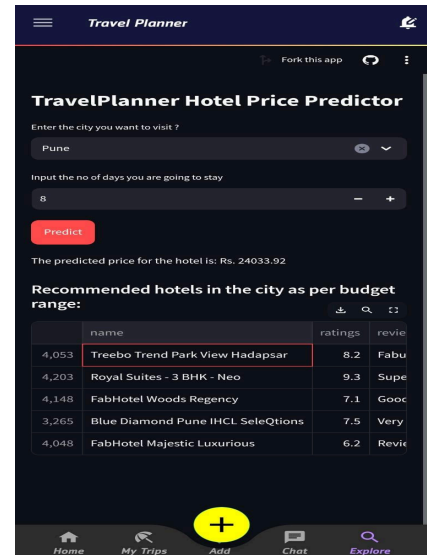 Travel Planner
Fork this app
TravelPlanner Hotel Price Predictor
Enter the city you want to visit ?
Pune
Input the no of days you are going to stay
8
Predict
The predicted price for the hotel is: Rs. 24033.92
Recommended hotels in the city as per budget
range:
name ratings revie
4,053 Treebo Trend Park View Hadapsar 8.2 Fabu
4,203 Royal Suites - 3 BHK - Neo 9.3 Supe
4,148 FabHotel Woods Regency 7.1 Good
3,265 Blue Diamond Pune IHCL SeleQtions 7.5 Very
4,048 FabHotel Majestic Luxurious 6.2 Revie
Home My Trips Add Chat Explore